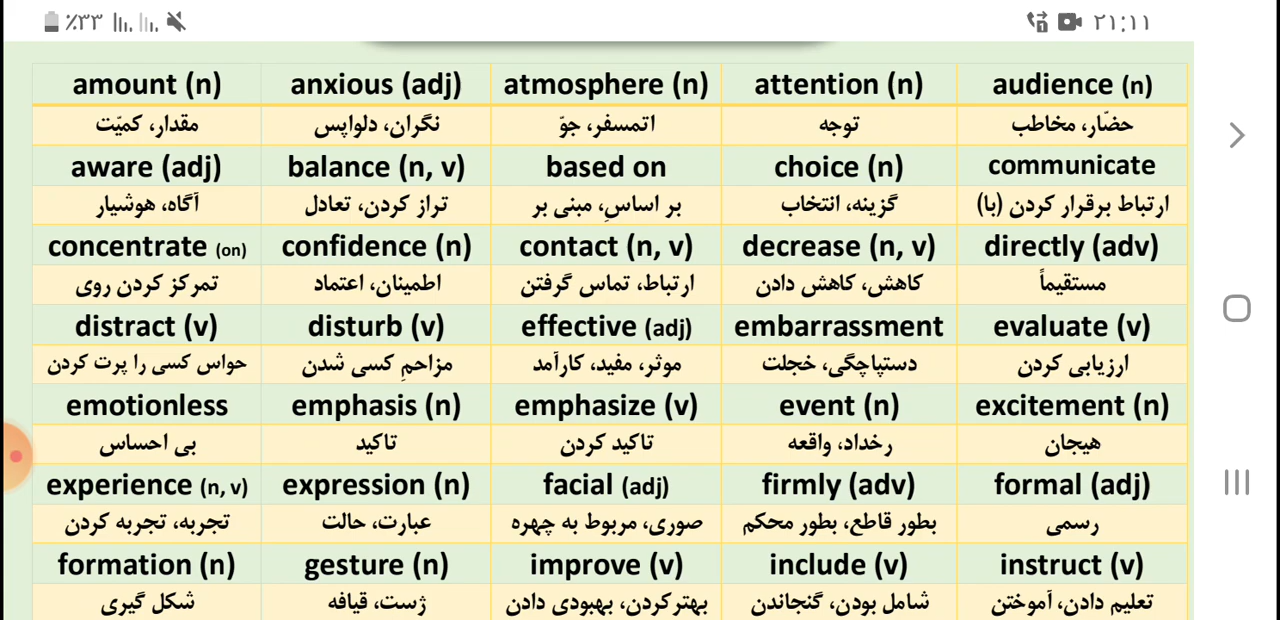 ٪۳۳ ۲۱:۱۱
amount (n) anxious (adj) atmosphere (n) attention (n) audience (n)
مقدار، کمیّت نگران، دلواپس اتمسفر، جوّ توجه حضّار، مخاطب
aware (adj) balance (n, v) based on choice (n) communicate
آگاه، هوشیار تراز کردن، تعادل بر اساسِ، مبنی بر گزینه، انتخاب ارتباط برقرار کردن (با)
concentrate (on) confidence (n) contact (n, v) decrease (n, v) directly (adv)
تمرکز کردن روی اطمینان، اعتماد ارتباط، تماس گرفتن کاهش، کاهش دادن مستقیماً
distract (v) disturb (v) effective (adj) embarrassment evaluate (v)
حواس کسی را پرت کردن مزاحمِ کسی شدن موثر، مفید، کارآمد دستپاچگی، خجلت ارزیابی کردن
emotionless emphasis (n) emphasize (v) event (n) excitement (n)
بی احساس تاکید تاکید کردن رخداد، واقعه هیجان
experience (n, v) expression (n) facial (adj) firmly (adv) formal (adj)
تجربه، تجربه کردن عبارت، حالت صوری، مربوط به چهره بطور قاطع، بطور محکم رسمی
formation (n) gesture (n) improve (v) include (v) instruct (v)
شکل گیری ژست، قیافه بهترکردن، بهبودی دادن شامل بودن، گنجاندن تعلیم دادن، آموختن